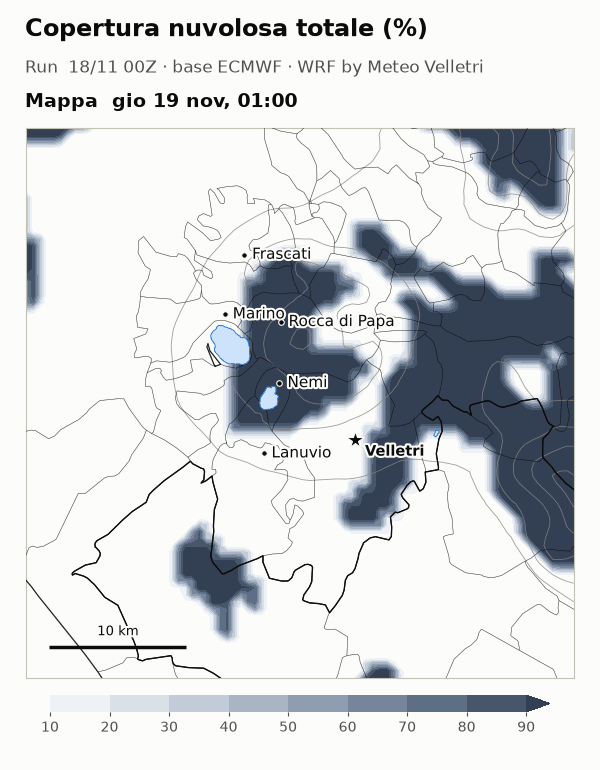 Copertura nuvolosa totale (%)
Run  18/11 00Z · base ECMWF · WRF by Meteo Velletri
Mappa  gio 19 nov, 01:00
Frascati
Marino
Rocca di Papa
Nemi
Velletri
Lanuvio
10 km
10 20 30 40 50 60 70 80 90